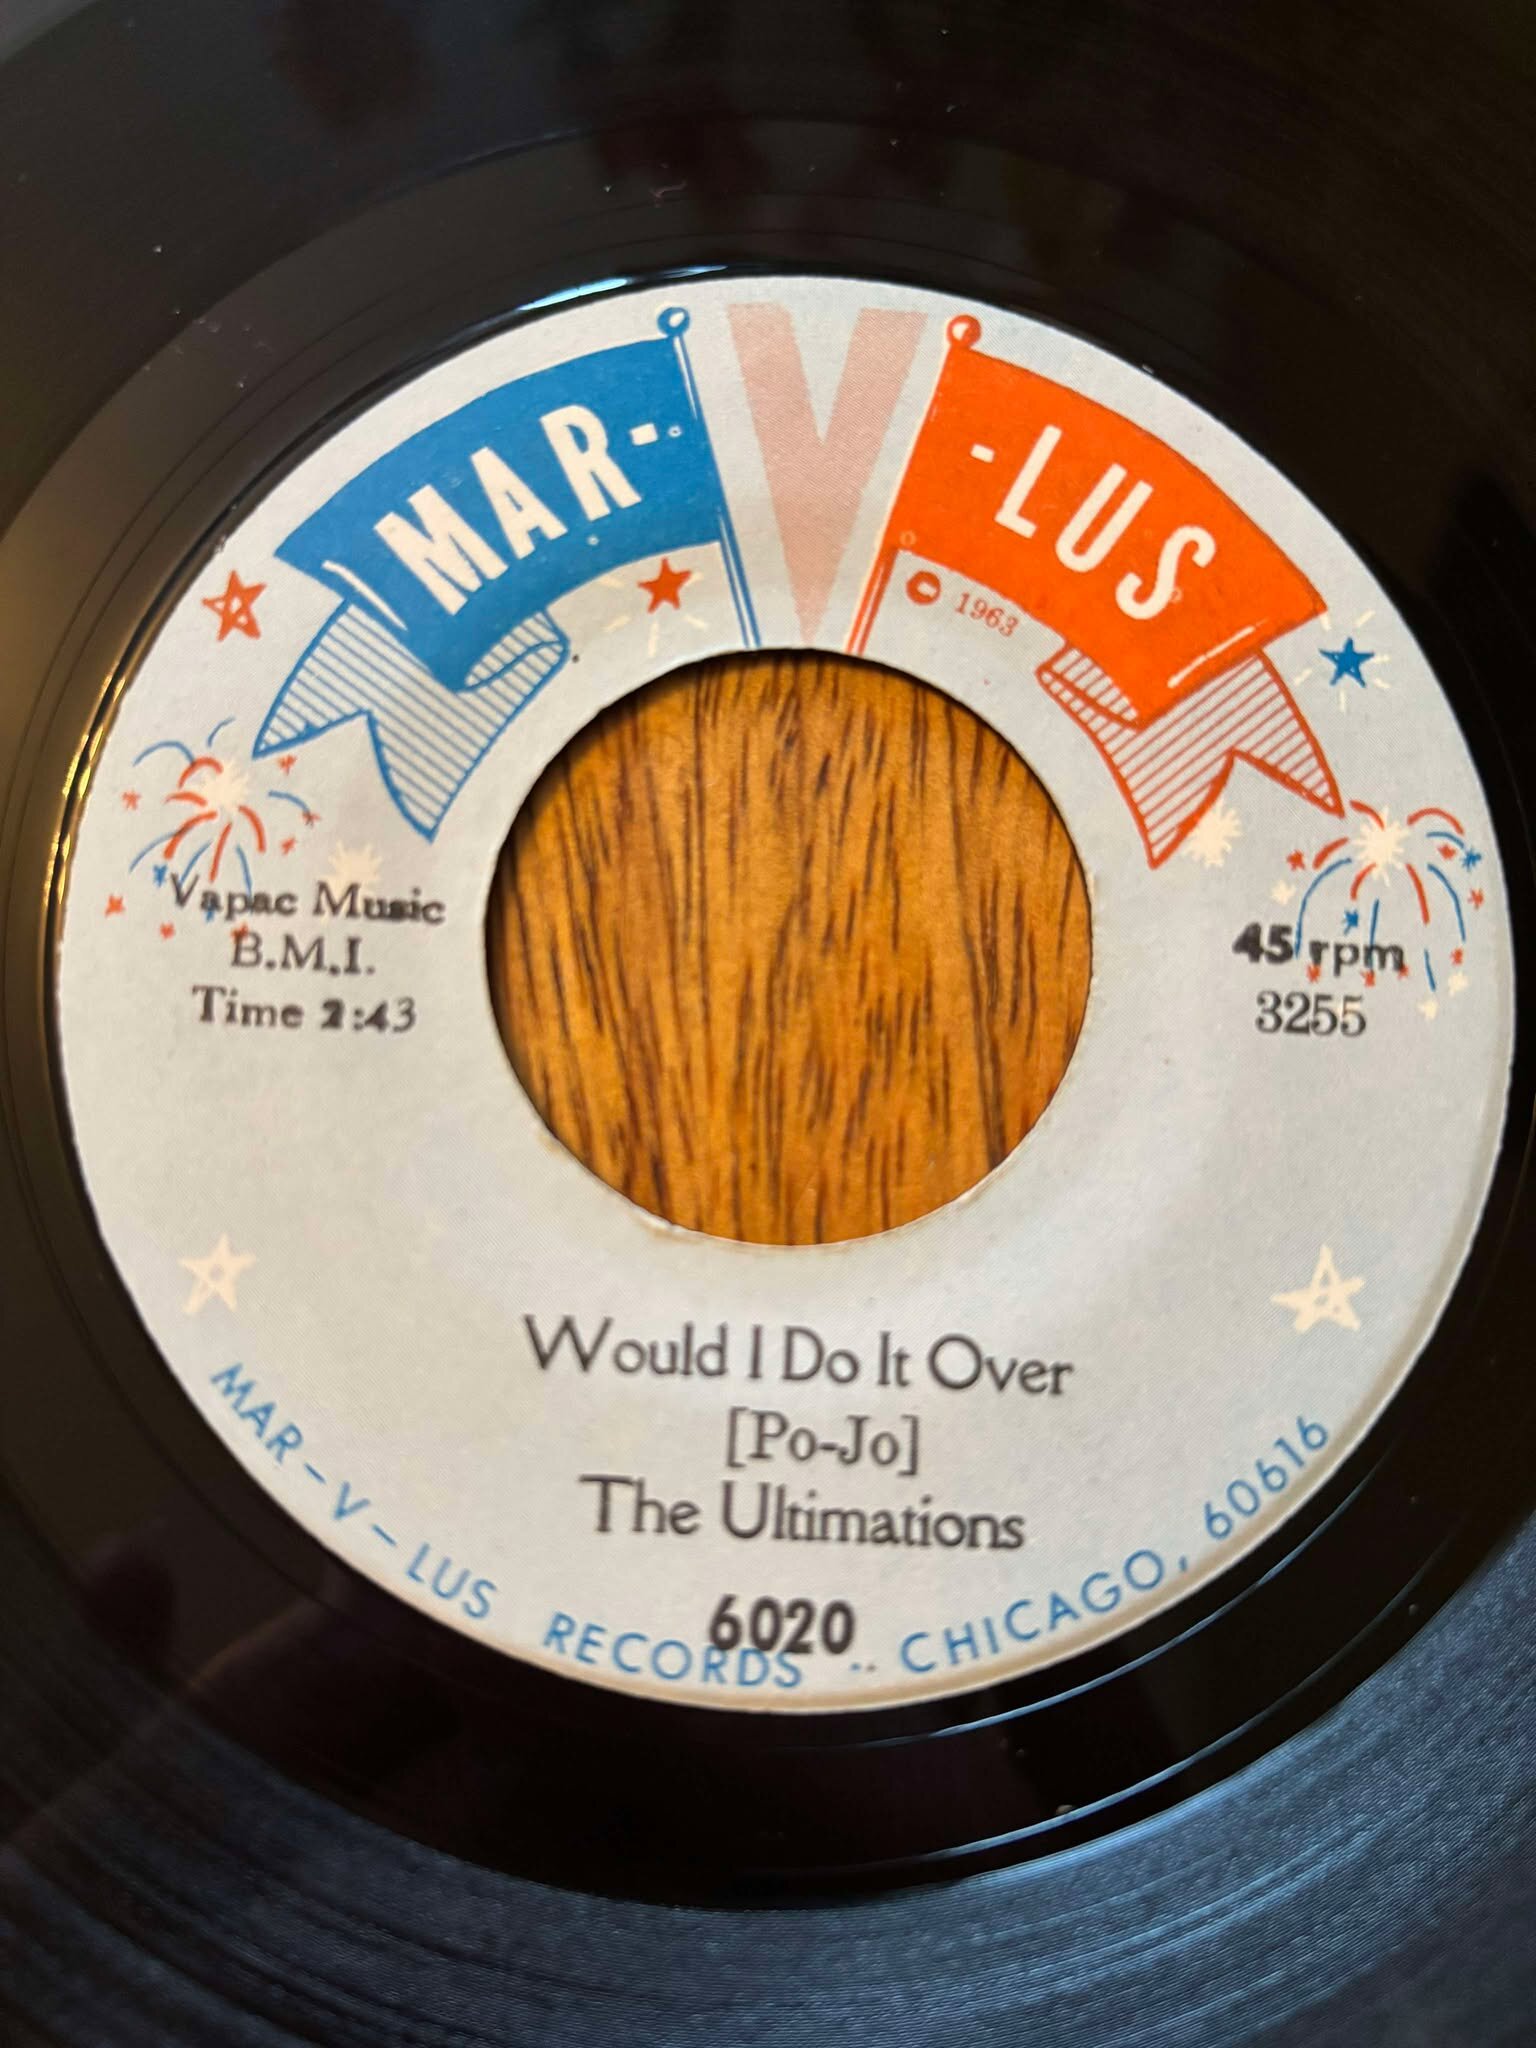 MAR-
V
-LUS
1963
Vapac Music
B.M.I.
Time 2:43
45 rpm
3255
Would I Do It Over
[Po-Jo]
The Ultimations
6020
MAR-V-LUS RECORDS .. CHICAGO, 60616